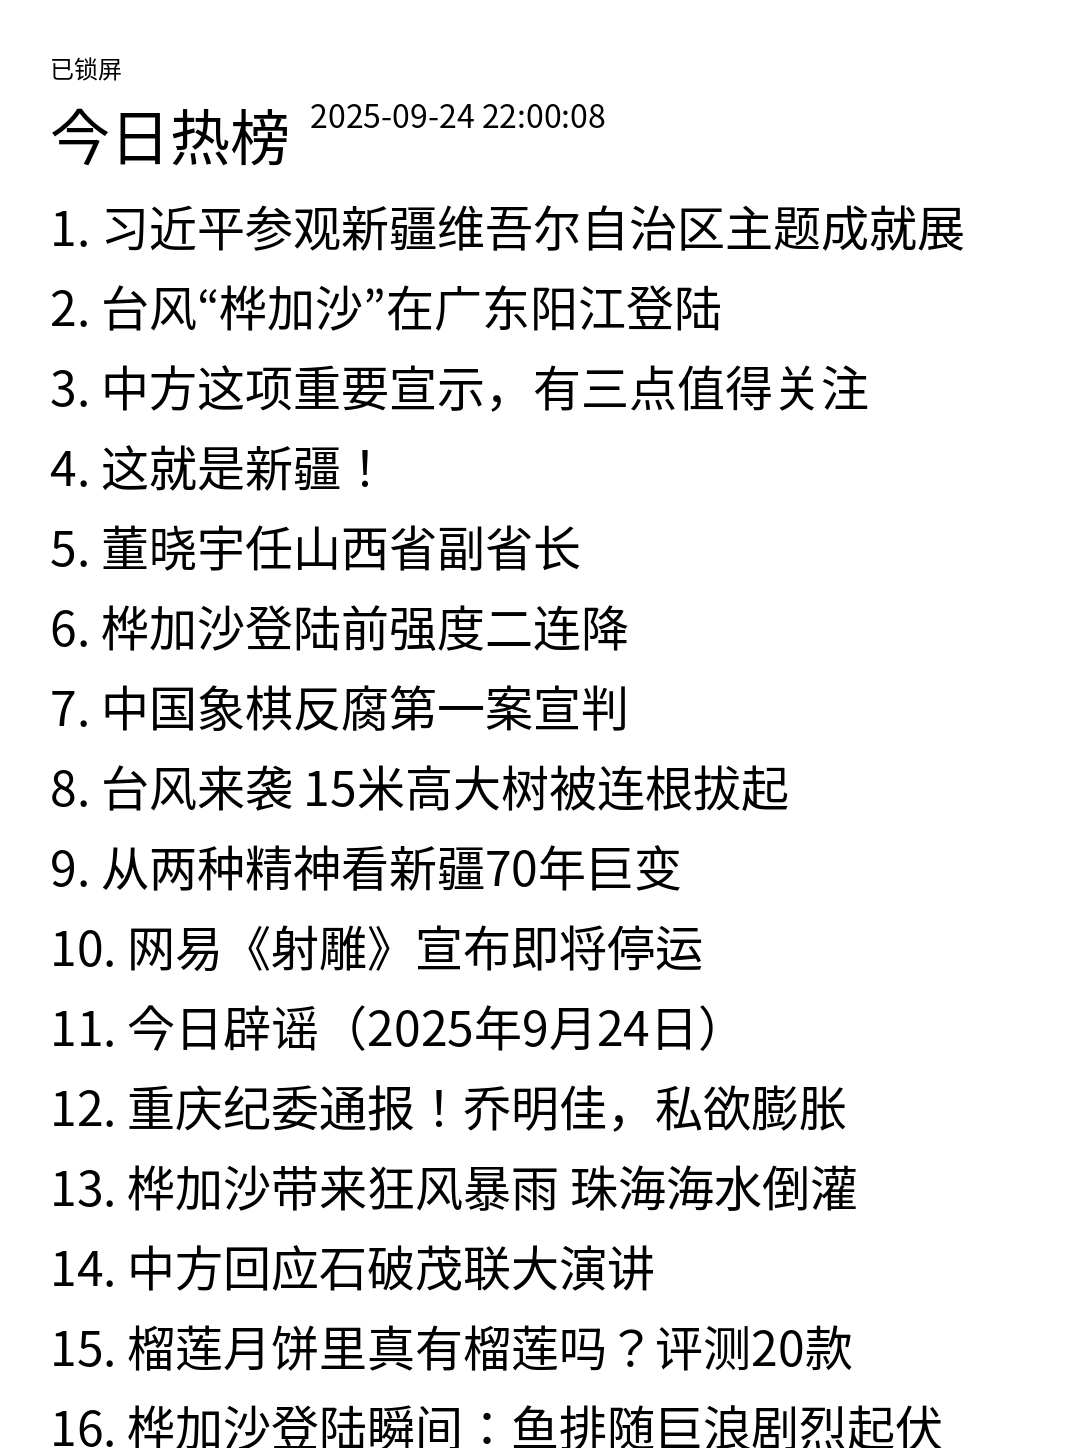 已锁屏
今日热榜 2025-09-24 22:00:08
1. 习近平参观新疆维吾尔自治区主题成就展
2. 台风“桦加沙”在广东阳江登陆
3. 中方这项重要宣示，有三点值得关注
4. 这就是新疆！
5. 董晓宇任山西省副省长
6. 桦加沙登陆前强度二连降
7. 中国象棋反腐第一案宣判
8. 台风来袭 15米高大树被连根拔起
9. 从两种精神看新疆70年巨变
10. 网易《射雕》宣布即将停运
11. 今日辟谣（2025年9月24日）
12. 重庆纪委通报！乔明佳，私欲膨胀
13. 桦加沙带来狂风暴雨 珠海海水倒灌
14. 中方回应石破茂联大演讲
15. 榴莲月饼里真有榴莲吗？评测20款
16. 桦加沙登陆瞬间：鱼排随巨浪剧烈起伏